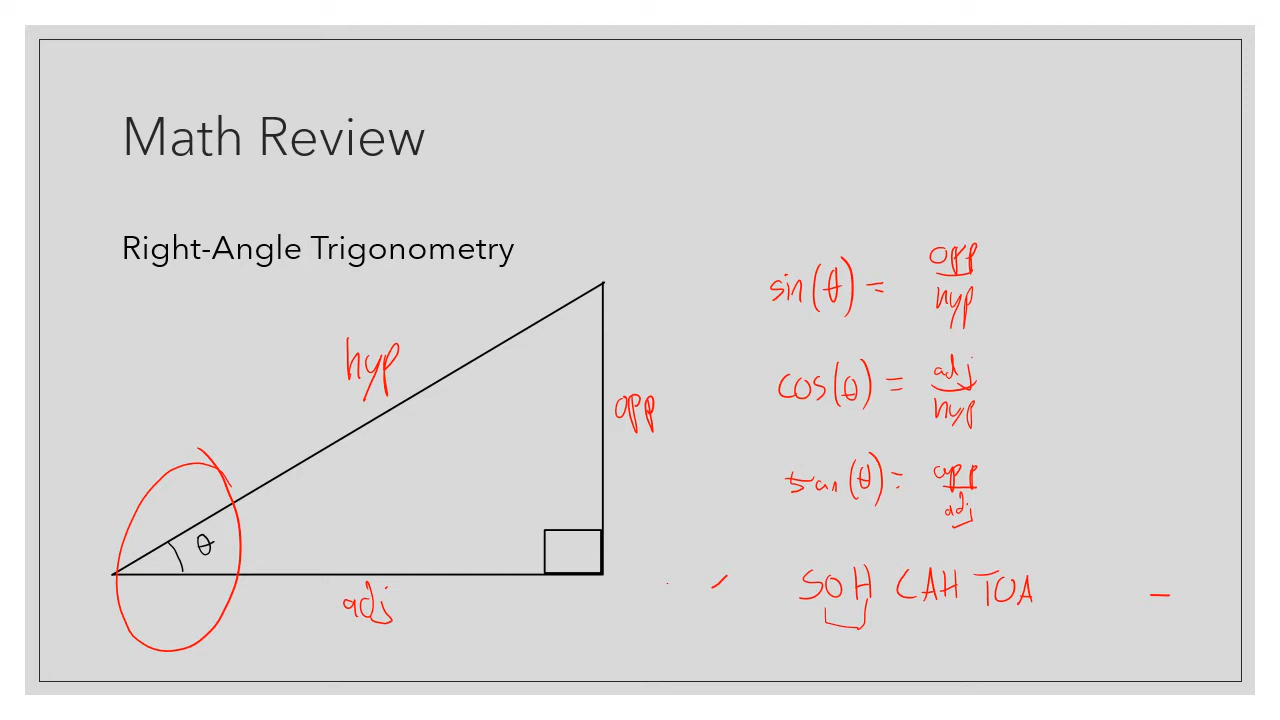 Math Review
Right-Angle Trigonometry
hyp
opp
θ
adj
sin(θ) = opp/hyp
cos(θ) = adj/hyp
tan(θ) = opp/adj
SOH CAH TOA